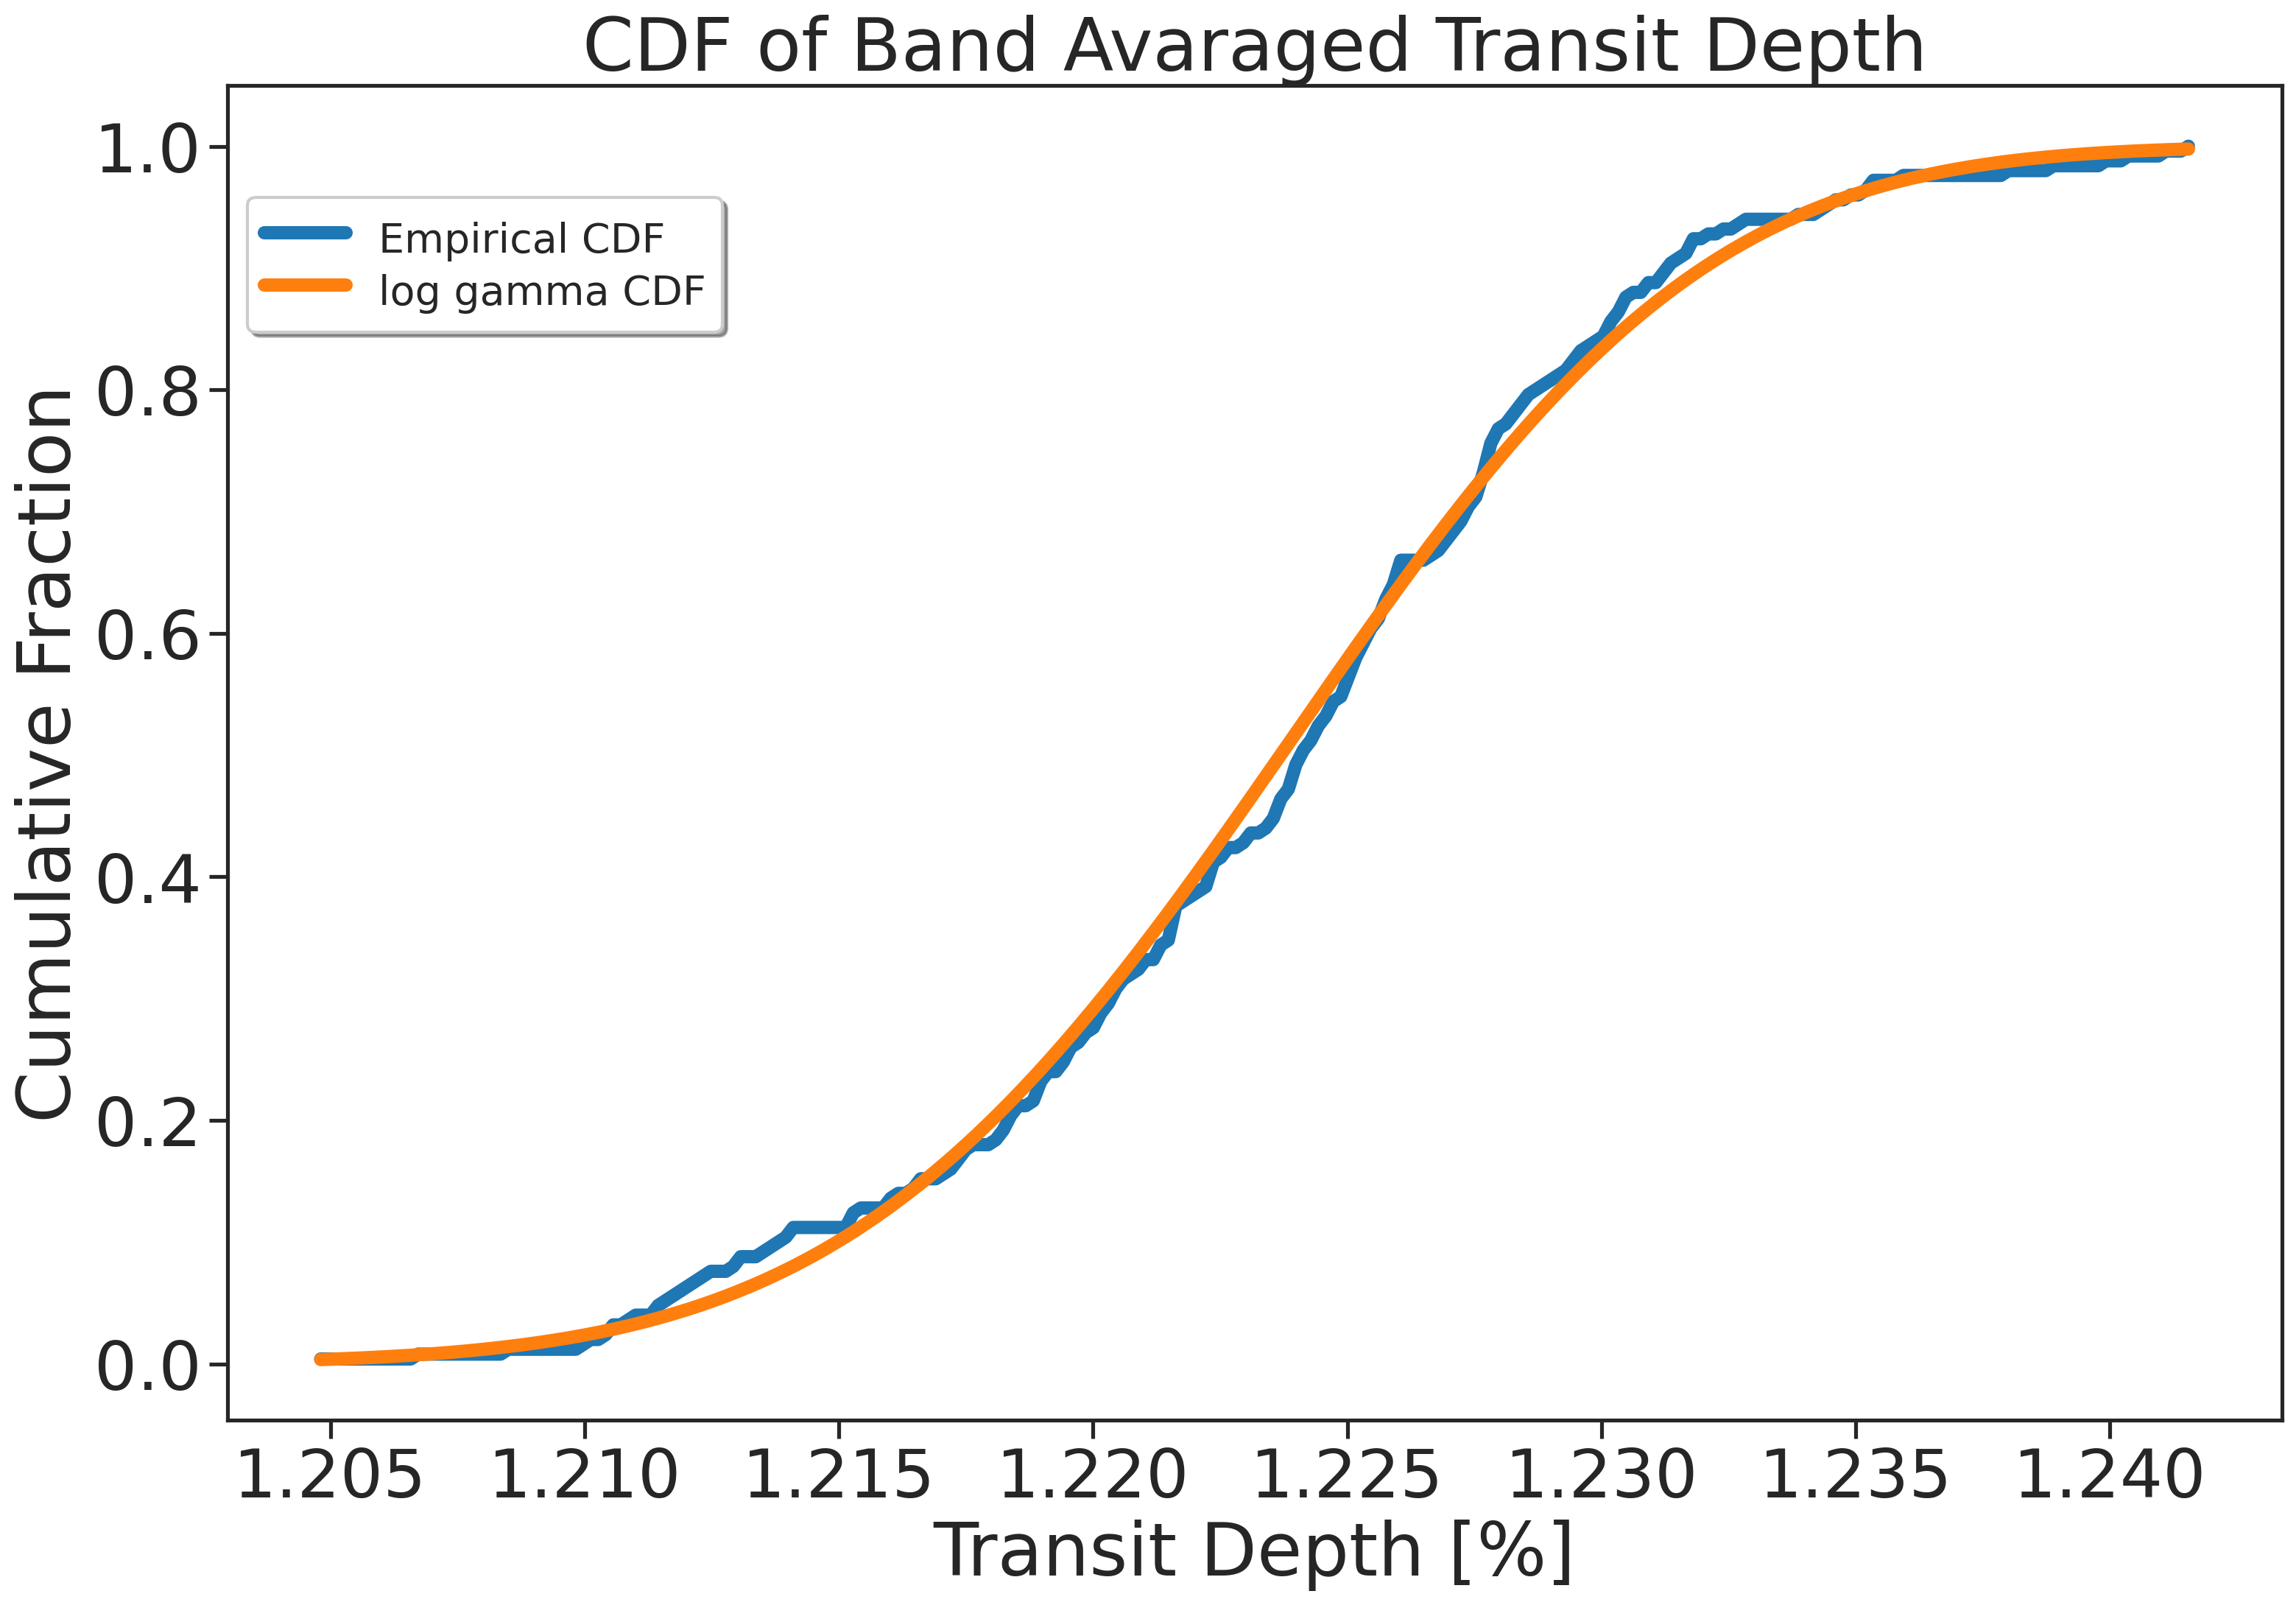 CDF of Band Avaraged Transit Depth
Cumulative Fraction
1.0
0.8
0.6
0.4
0.2
0.0
Empirical CDF
log gamma CDF
1.205 1.210 1.215 1.220 1.225 1.230 1.235 1.240
Transit Depth [%]